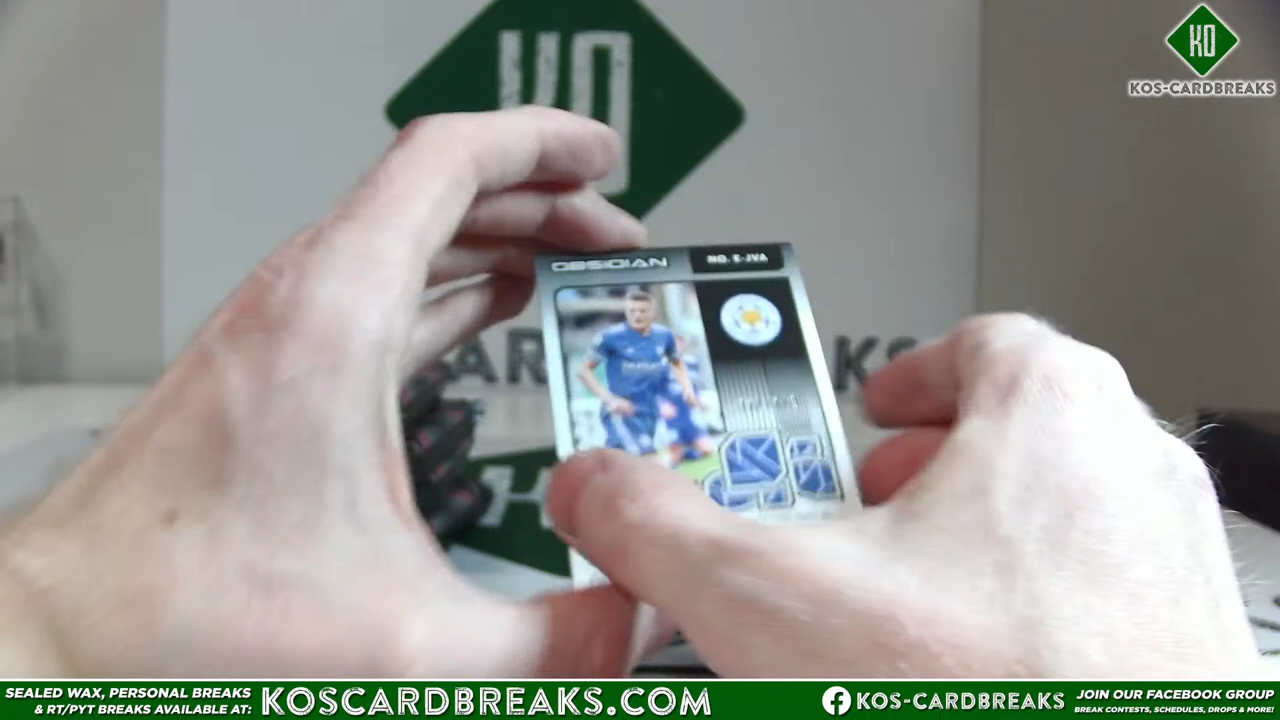 KO
KO
KOS-CARDBREAKS
OBSIDIAN
NO. E-JVA
SEALED WAX, PERSONAL BREAKS
& RT/PYT BREAKS AVAILABLE AT:
KOSCARDBREAKS.COM
KOS-CARDBREAKS
JOIN OUR FACEBOOK GROUP
BREAK CONTESTS, SCHEDULES, DROPS & MORE!